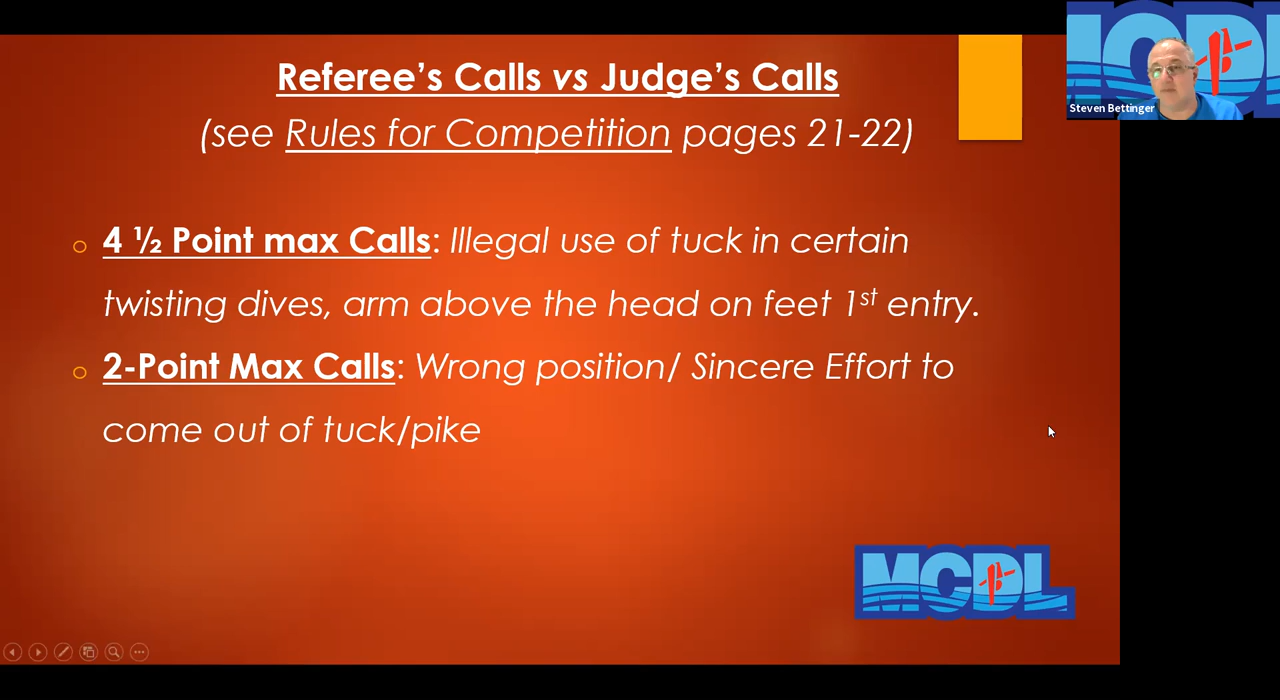 Referee's Calls vs Judge's Calls
(see Rules for Competition pages 21-22)
MCDL
Steven Bettinger
o 4 ½ Point max Calls: Illegal use of tuck in certain
twisting dives, arm above the head on feet 1st entry.
o 2-Point Max Calls: Wrong position/ Sincere Effort to
come out of tuck/pike
MCDL